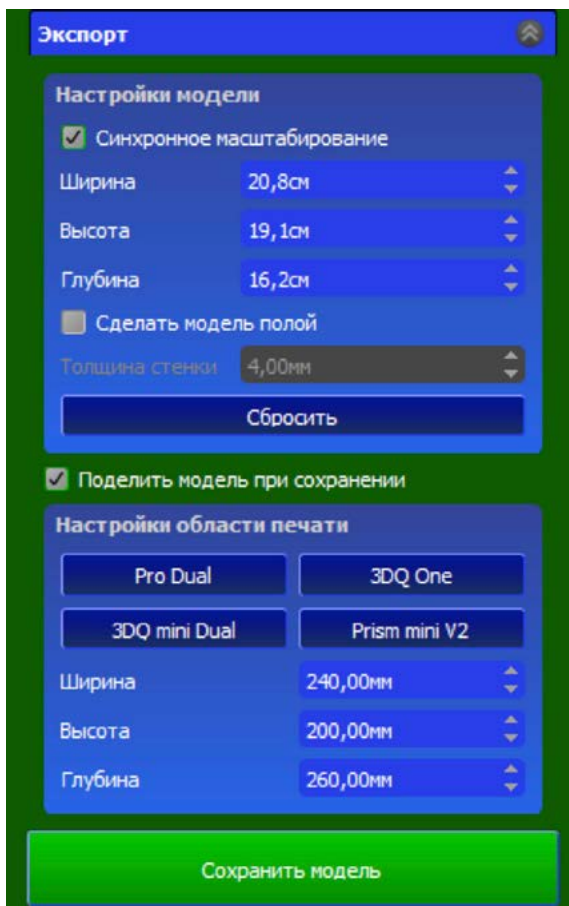 Экспорт
Настройки модели
Синхронное масштабирование
Ширина 20,8см
Высота 19,1см
Глубина 16,2см
Сделать модель полой
Толщина стенки 4,00мм
Сбросить
Поделить модель при сохранении
Настройки области печати
Pro Dual 3DQ One
3DQ mini Dual Prism mini V2
Ширина 240,00мм
Высота 200,00мм
Глубина 260,00мм
Сохранить модель